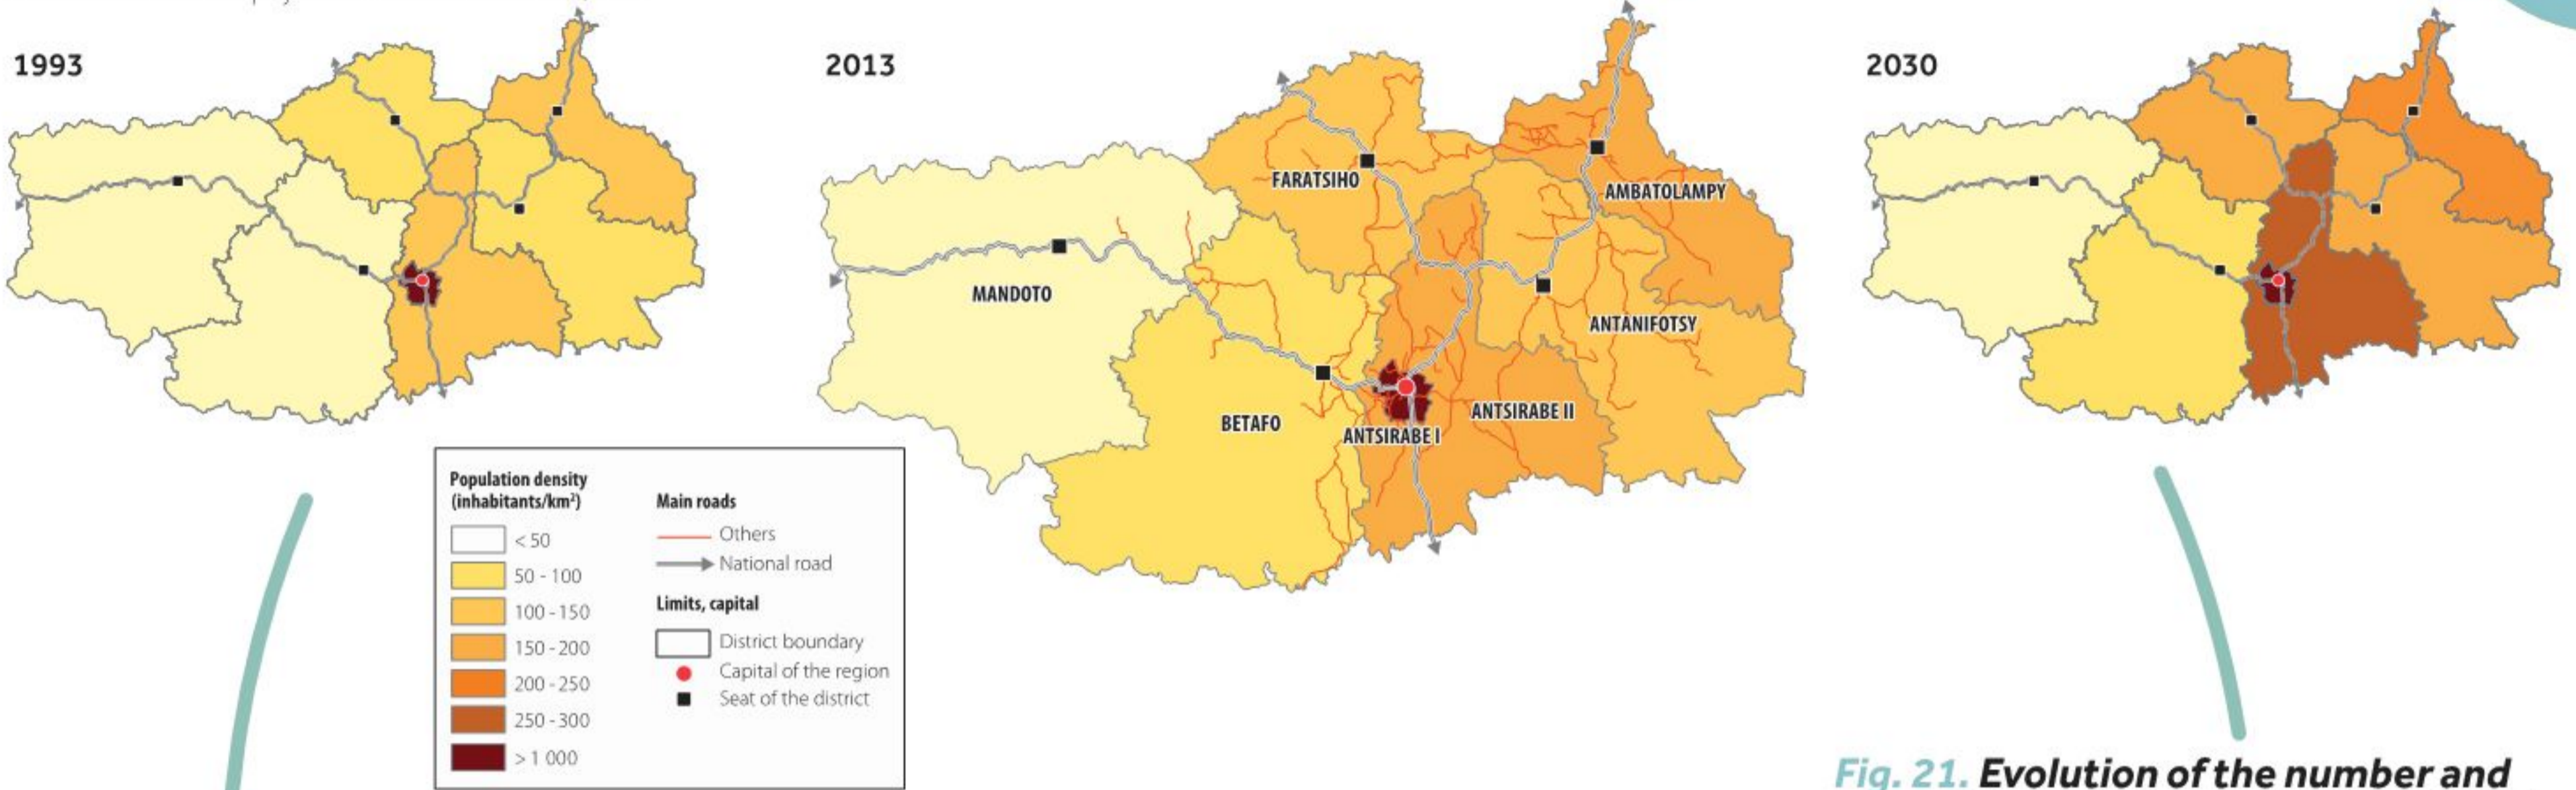 1993
2013
2030
FARATSIHO
AMBATOLAMPY
MANDOTO
ANTANIFOTSY
BETAFO
ANTSIRABE I
ANTSIRABE II
Population density
(inhabitants/km²)
< 50
50 - 100
100 - 150
150 - 200
200 - 250
250 - 300
> 1 000
Main roads
Others
National road
Limits, capital
District boundary
Capital of the region
Seat of the district
Fig. 21. Evolution of the number and